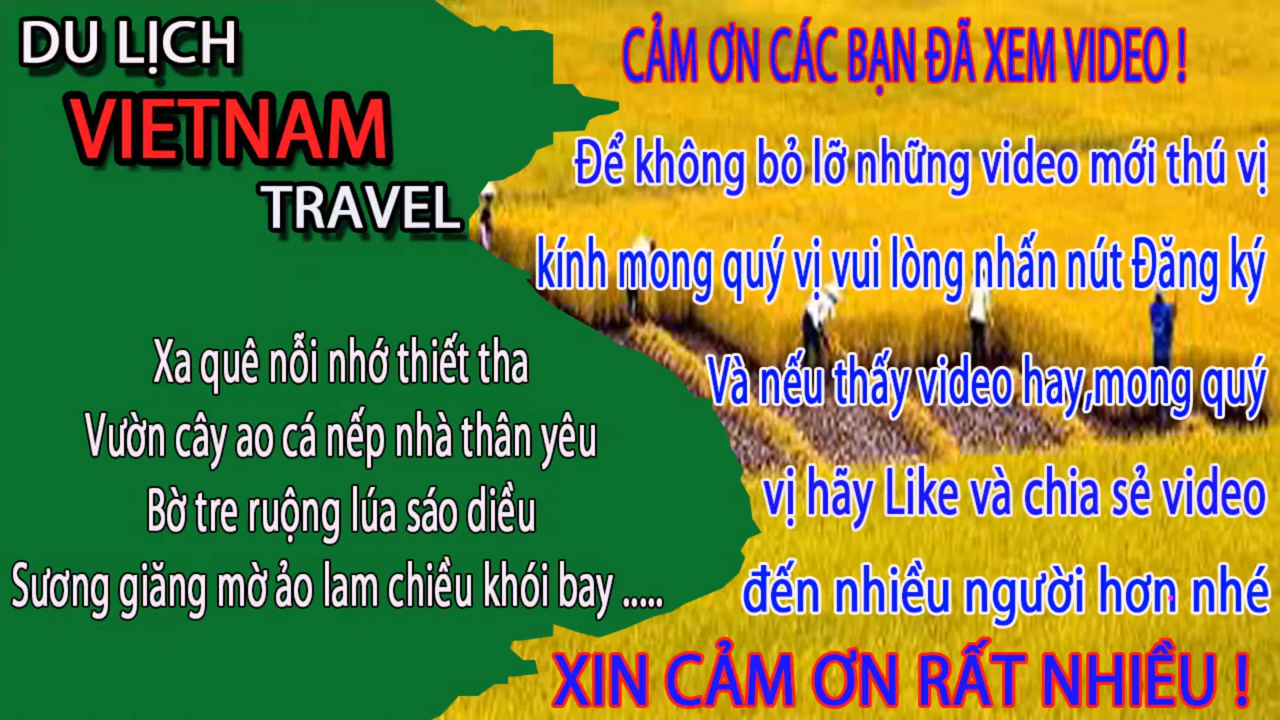 DU LỊCH
VIETNAM
TRAVEL
Xa quê nỗi nhớ thiết tha
Vườn cây ao cá nếp nhà thân yêu
Bờ tre ruộng lúa sáo diều
Sương giăng mờ ảo lam chiều khói bay .....
CẢM ƠN CÁC BẠN ĐÃ XEM VIDEO !
Để không bỏ lỡ những video mới thú vị
kính mong quý vị vui lòng nhấn nút Đăng ký
Và nếu thấy video hay,mong quý
vị hãy Like và chia sẻ video
đến nhiều người hơn nhé
XIN CẢM ƠN RẤT NHIỀU !